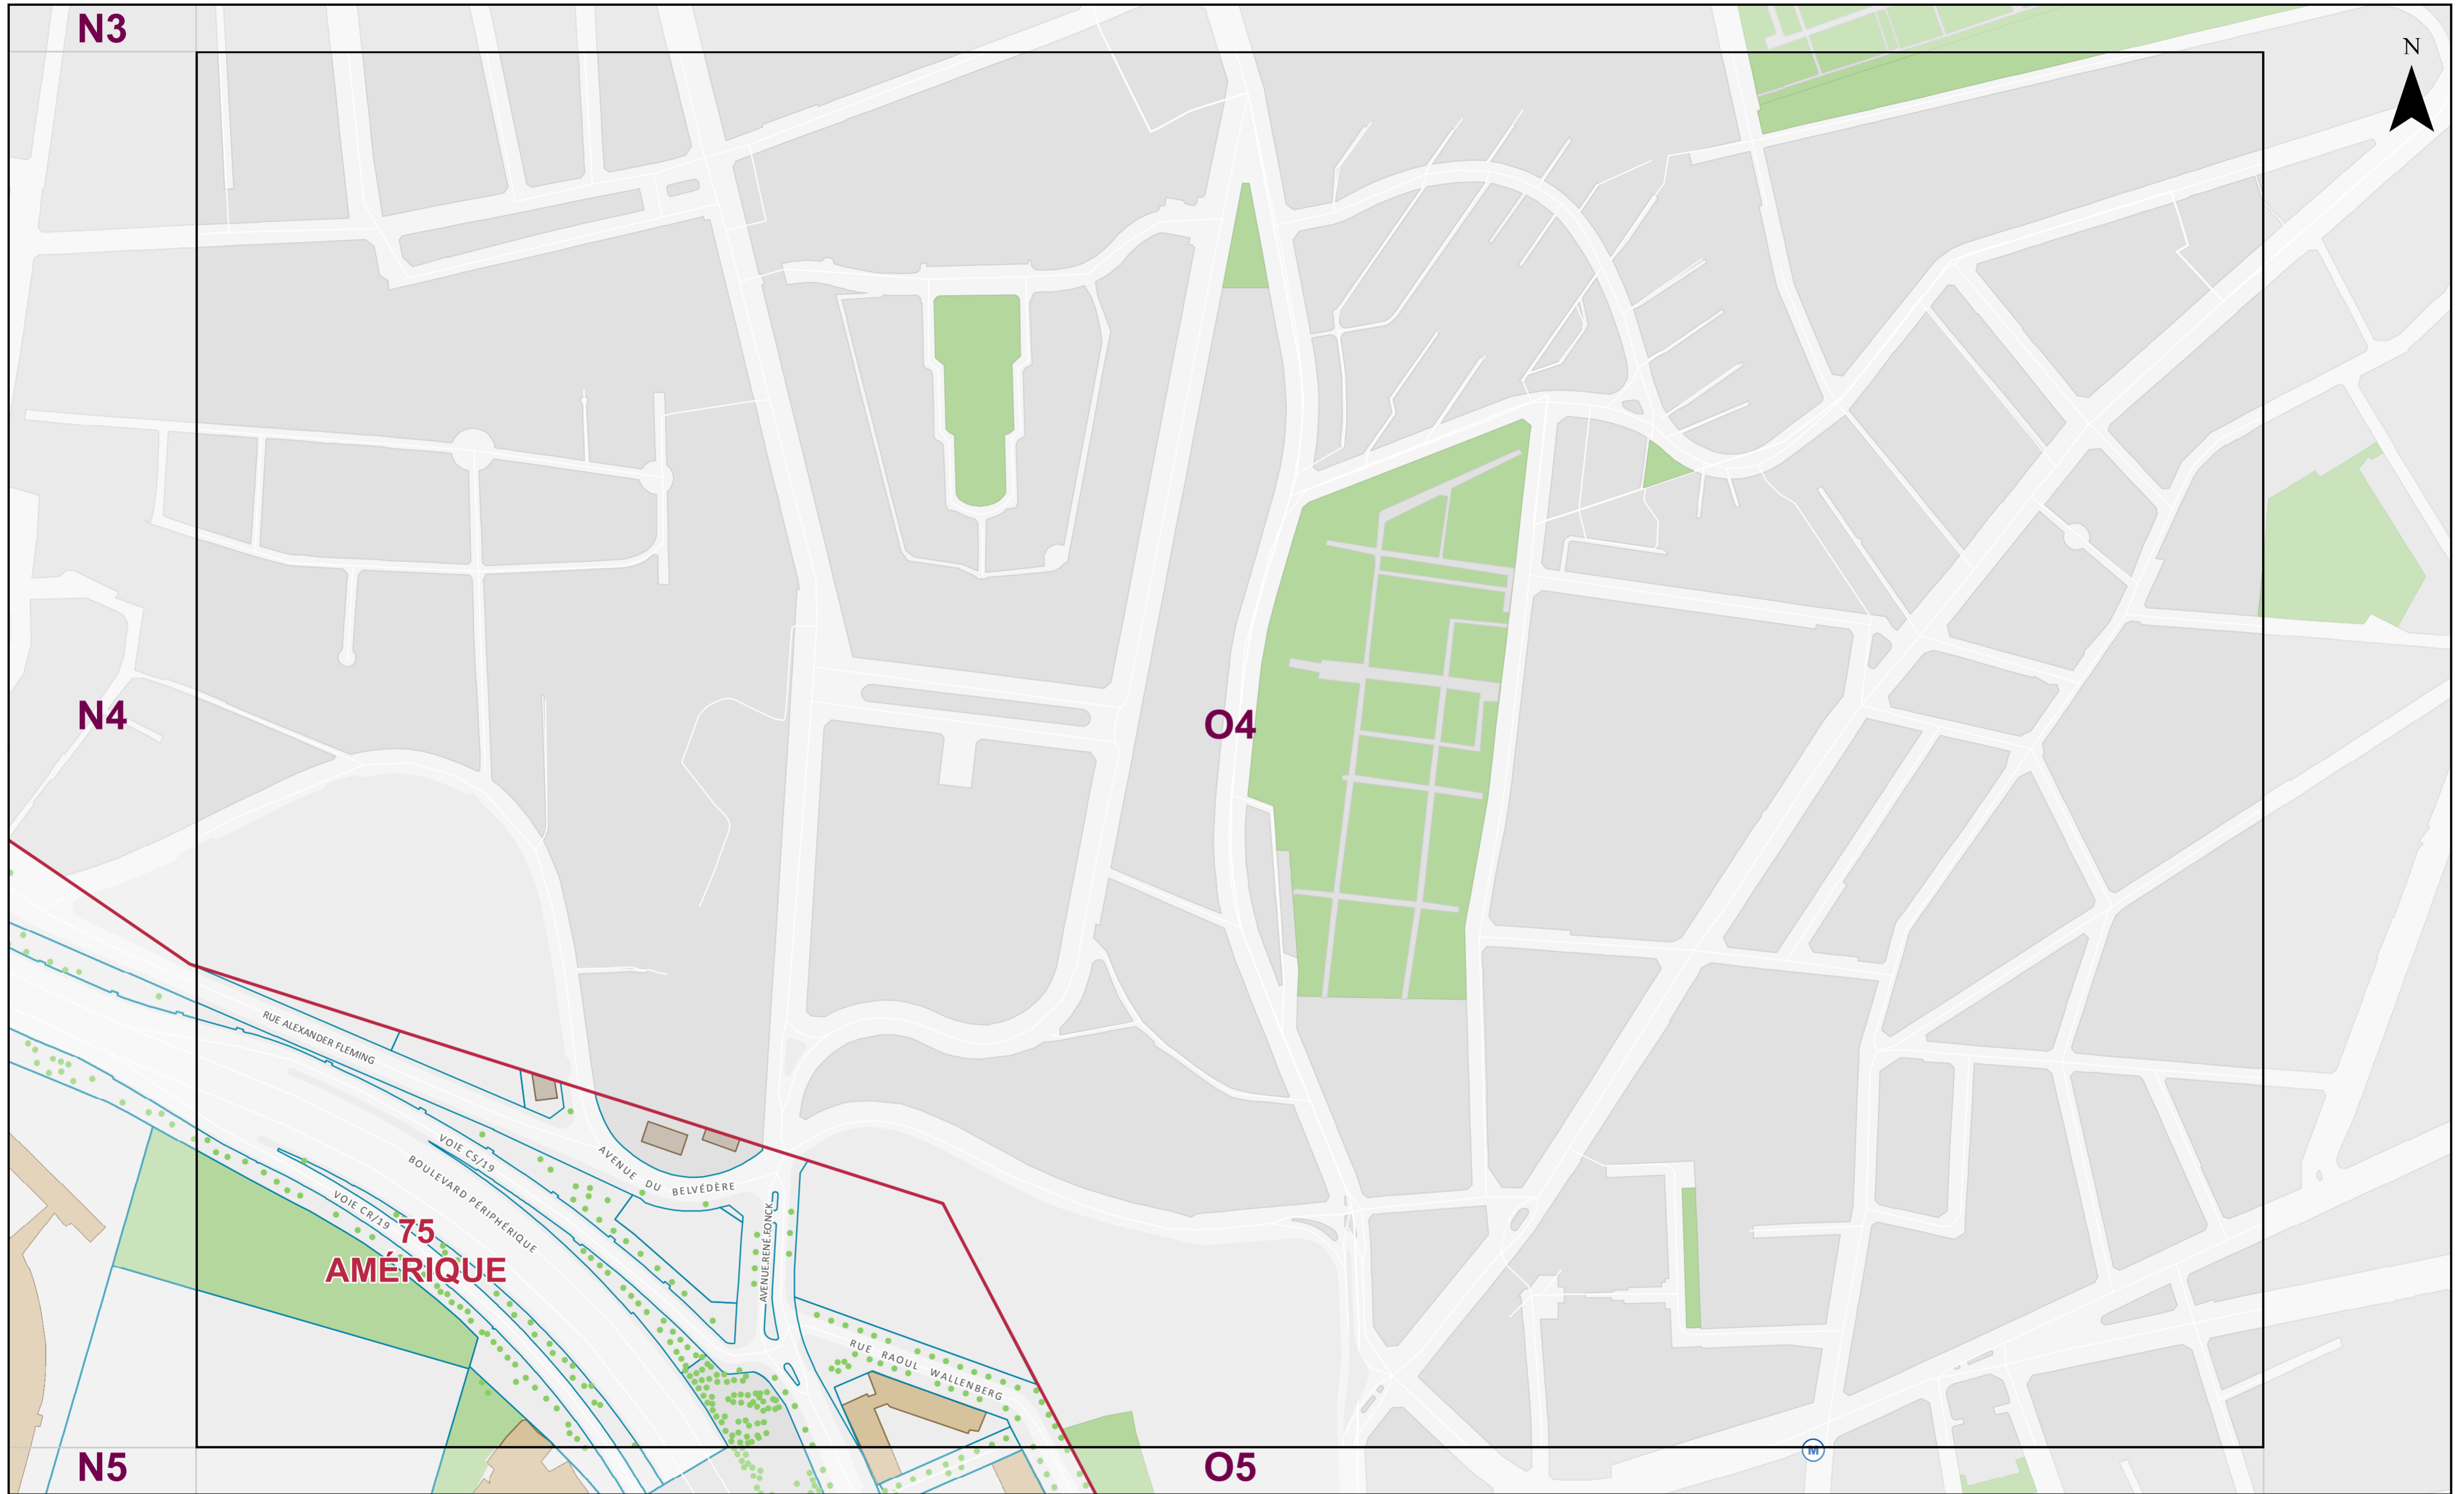 N3
N
N4
O4
RUE ALEXANDER FLEMING
VOIE CS/19
AVENUE DU BELVÉDÈRE
BOULEVARD PÉRIPHÉRIQUE
VOIE CR/19
75
AMÉRIQUE
AVENUE RENÉ FONCK
RUE RAOUL WALLENBERG
M
N5
O5